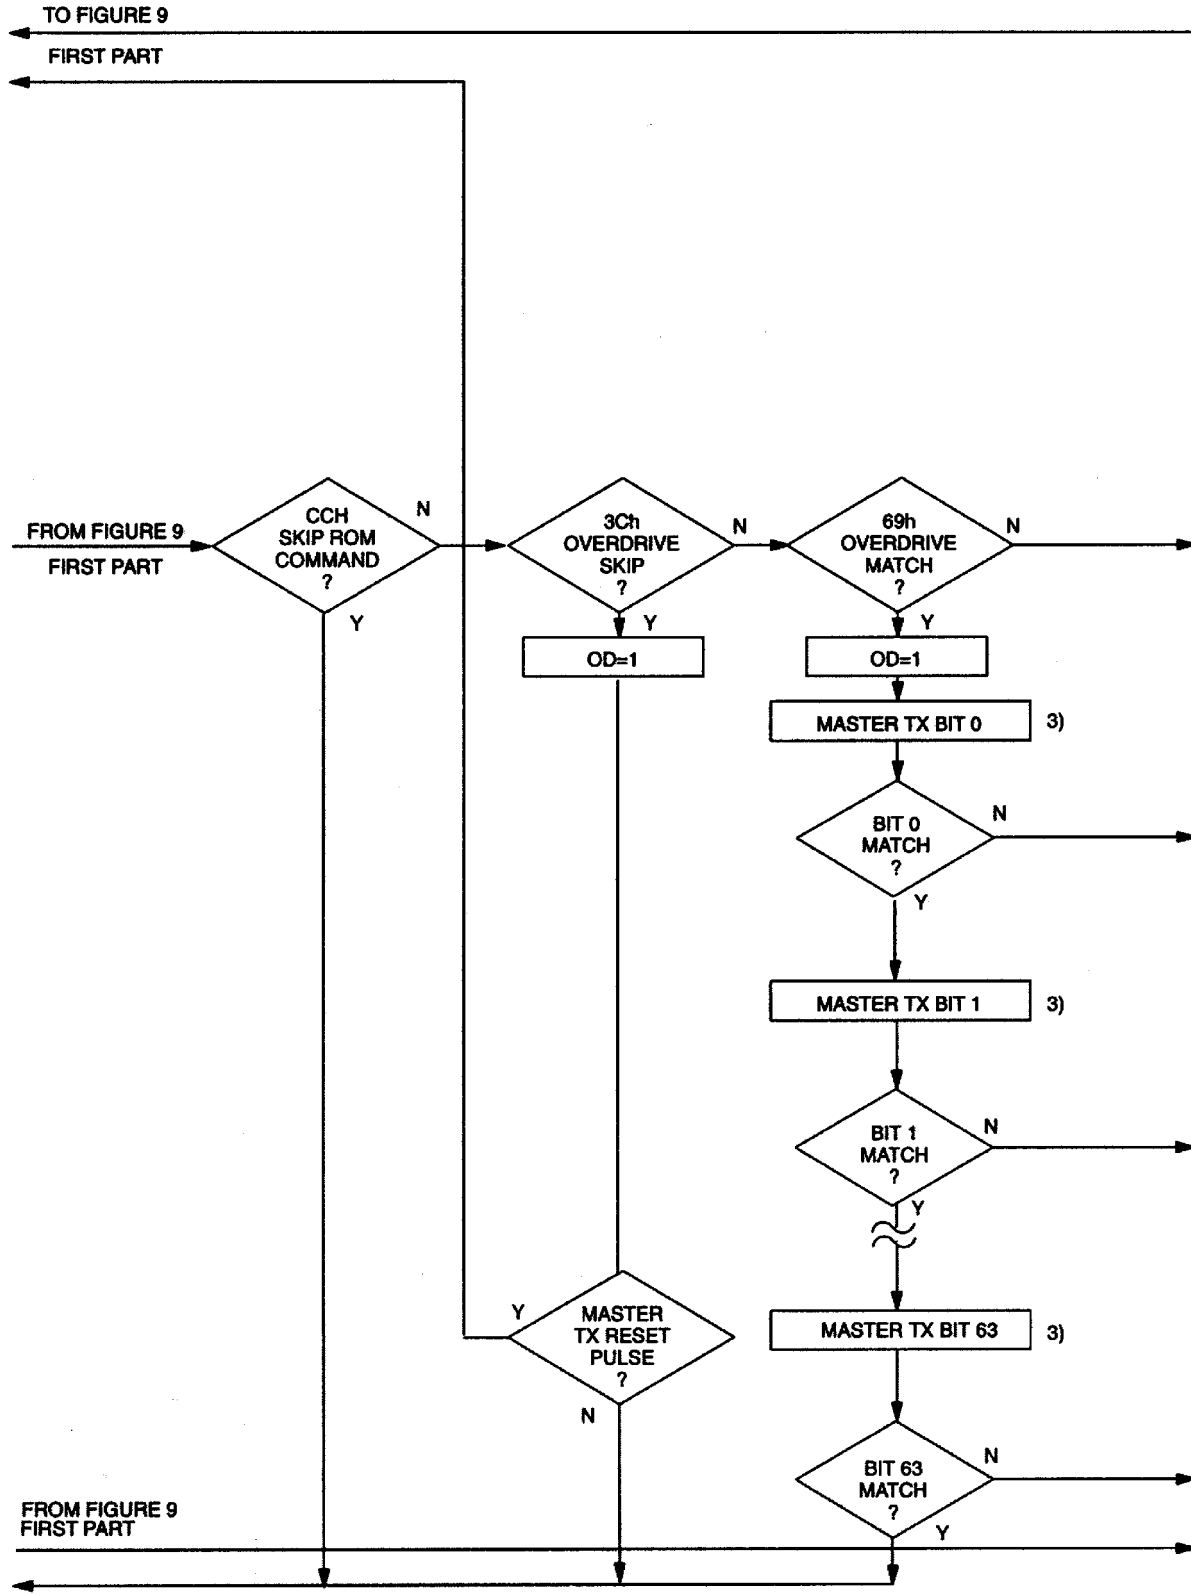 TO FIGURE 9
FIRST PART
FROM FIGURE 9
FIRST PART
CCH
SKIP ROM
COMMAND
?
N
Y
3Ch
OVERDRIVE
SKIP
?
N
Y
69h
OVERDRIVE
MATCH
?
N
Y
OD=1
OD=1
MASTER TX BIT 0
3)
BIT 0
MATCH
?
N
Y
MASTER TX BIT 1
3)
BIT 1
MATCH
?
N
Y
MASTER
TX RESET
PULSE
?
Y
N
MASTER TX BIT 63
3)
BIT 63
MATCH
?
N
Y
FROM FIGURE 9
FIRST PART